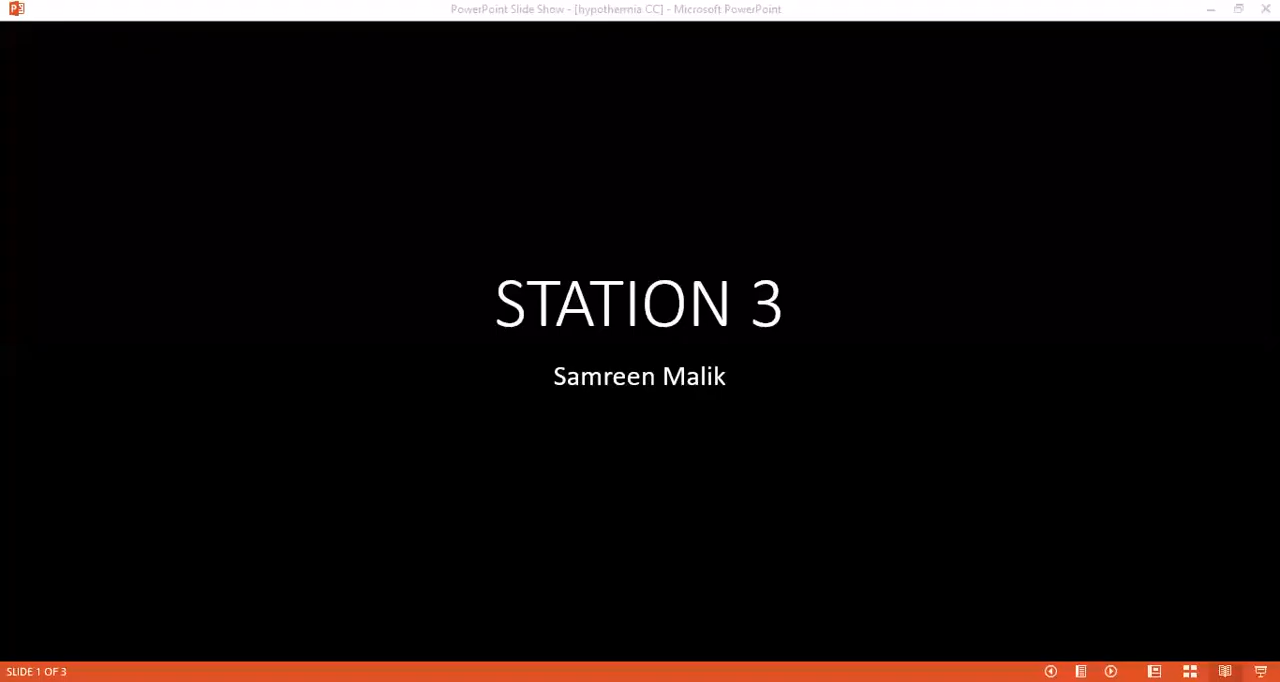 PowerPoint Slide Show - [hypothermia CC] - Microsoft PowerPoint
STATION 3
Samreen Malik
SLIDE 1 OF 3